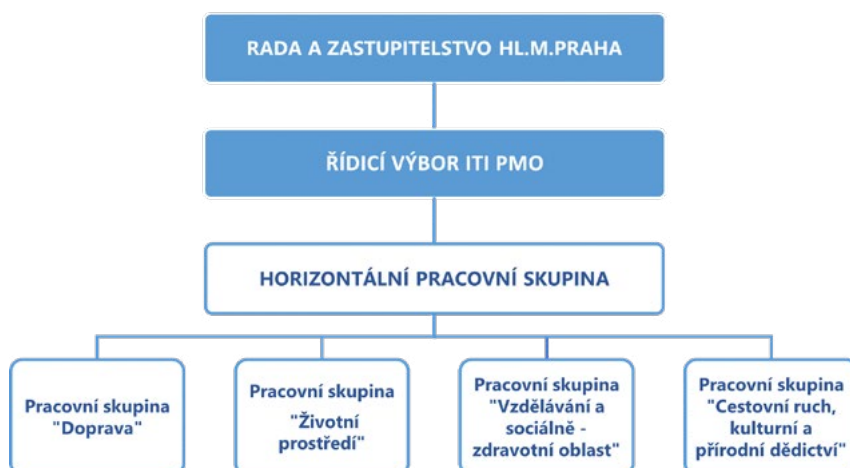 RADA A ZASTUPITELSTVO HL.M.PRAHA
ŘÍDICÍ VÝBOR ITI PMO
HORIZONTÁLNÍ PRACOVNÍ SKUPINA
Pracovní skupina
"Doprava"
Pracovní skupina
"Životní
prostředí"
Pracovní skupina
"Vzdělávání a
sociálně -
zdravotní oblast"
Pracovní skupina
"Cestovní ruch,
kulturní a
přírodní dědictví"